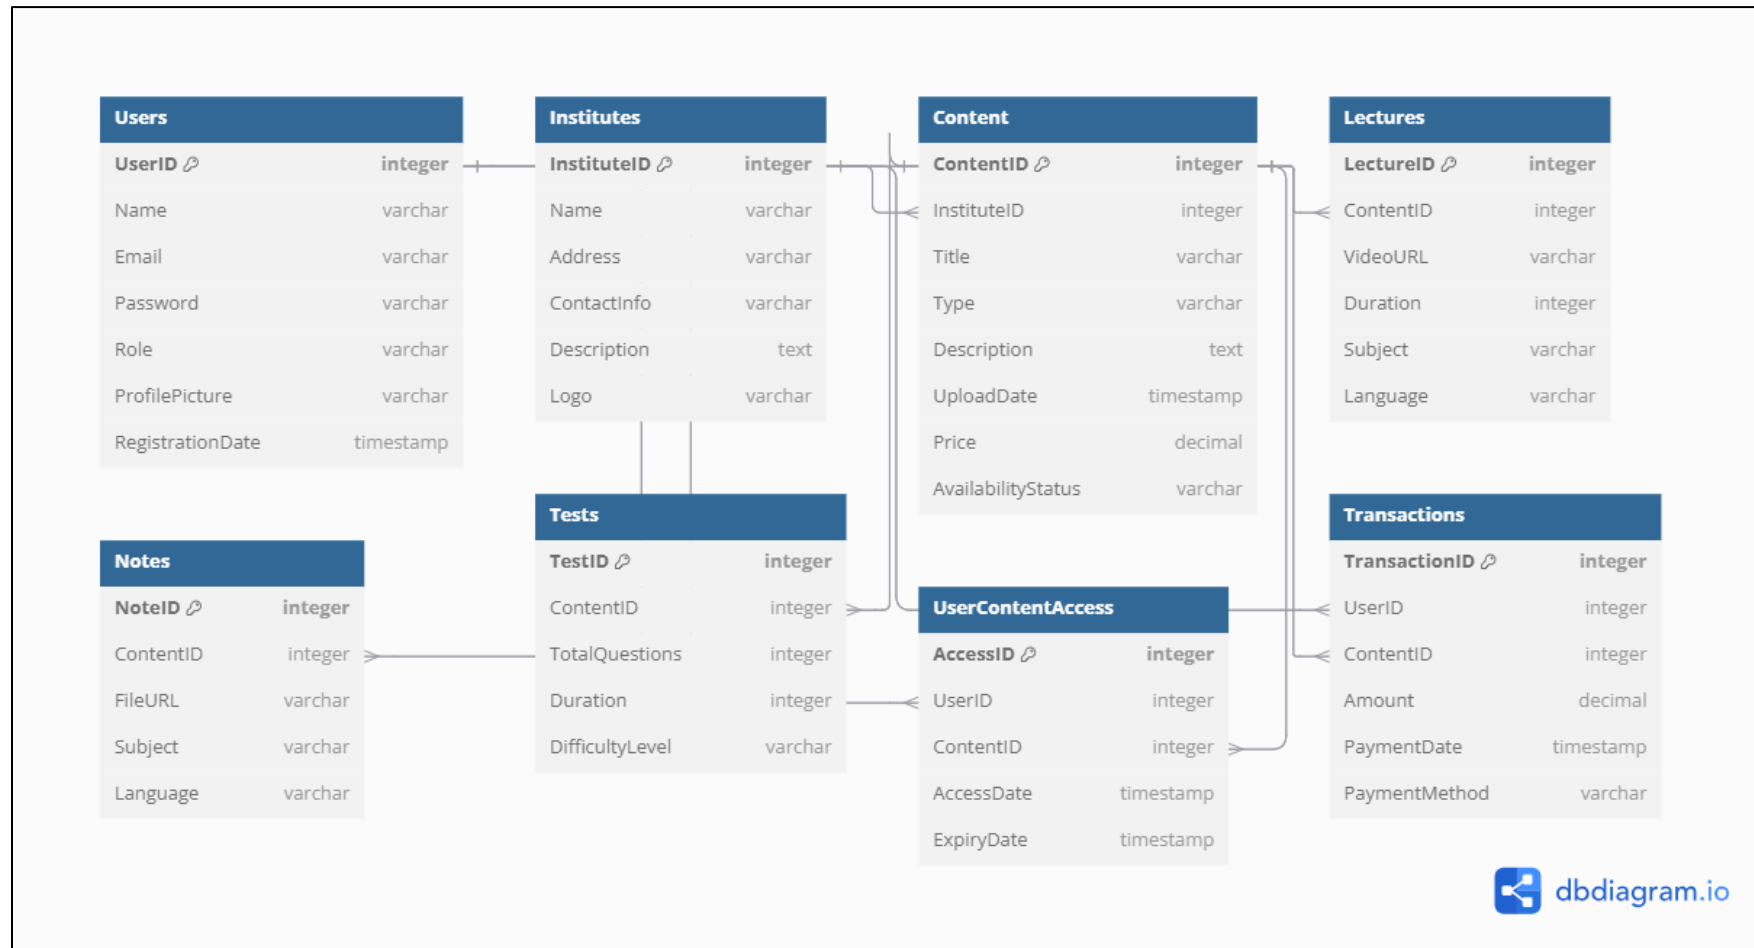 Users
UserID integer
Name varchar
Email varchar
Password varchar
Role varchar
ProfilePicture varchar
RegistrationDate timestamp
Institutes
InstituteID integer
Name varchar
Address varchar
ContactInfo varchar
Description text
Logo varchar
Content
ContentID integer
InstituteID integer
Title varchar
Type varchar
Description text
UploadDate timestamp
Price decimal
AvailabilityStatus varchar
Lectures
LectureID integer
ContentID integer
VideoURL varchar
Duration integer
Subject varchar
Language varchar
Notes
NoteID integer
ContentID integer
FileURL varchar
Subject varchar
Language varchar
Tests
TestID integer
ContentID integer
TotalQuestions integer
Duration integer
DifficultyLevel varchar
UserContentAccess
AccessID integer
UserID integer
ContentID integer
AccessDate timestamp
ExpiryDate timestamp
Transactions
TransactionID integer
UserID integer
ContentID integer
Amount decimal
PaymentDate timestamp
PaymentMethod varchar
dbdiagram.io